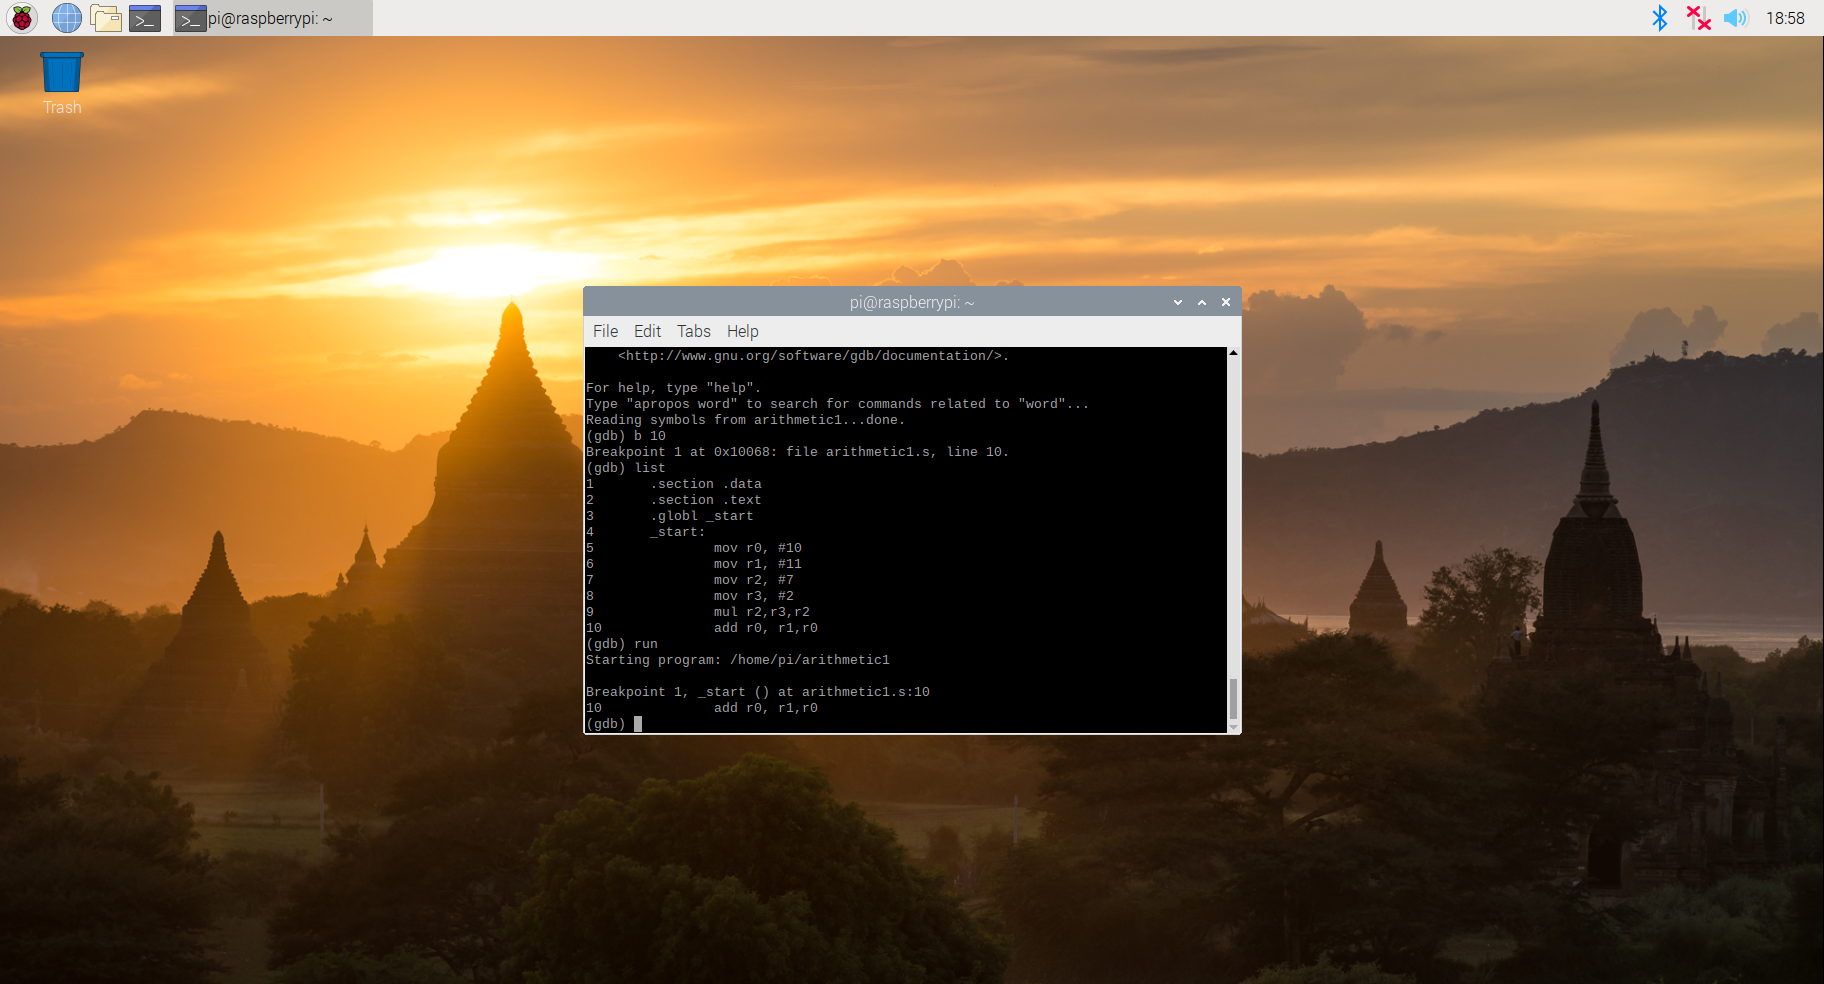 pi@raspberrypi: ~
18:58
Trash
pi@raspberrypi: ~
File Edit Tabs Help
<http://www.gnu.org/software/gdb/documentation/>.
For help, type "help".
Type "apropos word" to search for commands related to "word"...
Reading symbols from arithmetic1...done.
(gdb) b 10
Breakpoint 1 at 0x10068: file arithmetic1.s, line 10.
(gdb) list
1       .section .data
2       .section .text
3       .globl _start
4       _start:
5               mov r0, #10
6               mov r1, #11
7               mov r2, #7
8               mov r3, #2
9               mul r2,r3,r2
10              add r0, r1,r0
(gdb) run
Starting program: /home/pi/arithmetic1
Breakpoint 1, _start () at arithmetic1.s:10
10              add r0, r1,r0
(gdb)